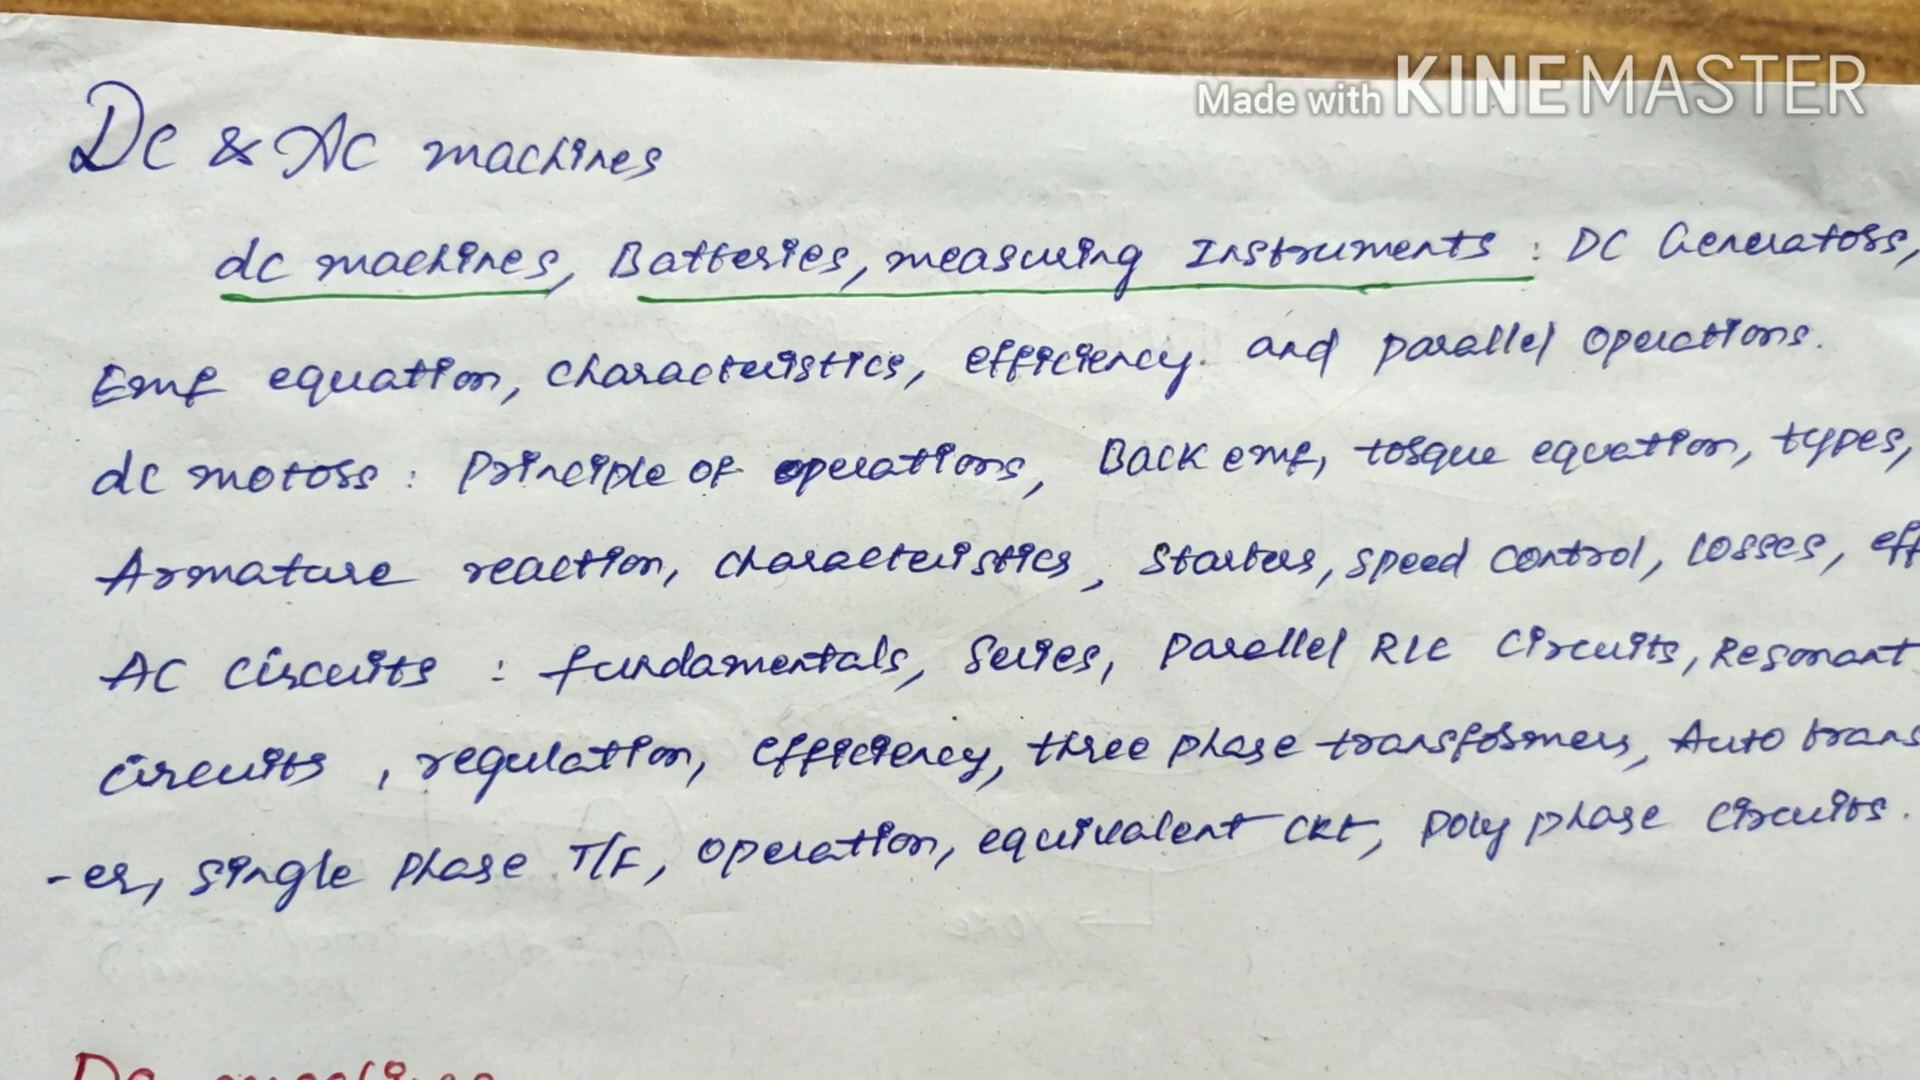 Made with KINEMASTER
DC & AC machines
dc machines, Batteries, measuring Instruments : DC Generators,
Emf equation, characteristics, efficiency. and parallel operations.
dc motors : Principle of operations, Back emf, torque equation, types,
Armature reaction, characteristics, starters, speed control, losses, eff
AC circuits : fundamentals, Series, parallel RLC circuits, Resonant
circuits, regulation, efficiency, three phase transformers, Auto trans
-er, single phase T/F, operation, equivalent CKt, poly phase circuits.
Dc machines